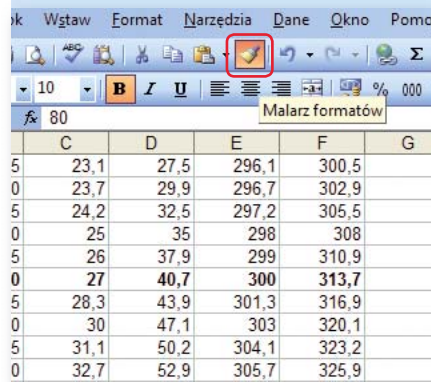 ok Wstaw Format Narzędzia Dane Okno Pomo
ABC Σ
10 B I U % 000
Malarz formatów
fx 80
C D E F G
5 23,1 27,5 296,1 300,5
0 23,7 29,9 296,7 302,9
5 24,2 32,5 297,2 305,5
0 25 35 298 308
5 26 37,9 299 310,9
0 27 40,7 300 313,7
5 28,3 43,9 301,3 316,9
0 30 47,1 303 320,1
5 31,1 50,2 304,1 323,2
0 32,7 52,9 305,7 325,9